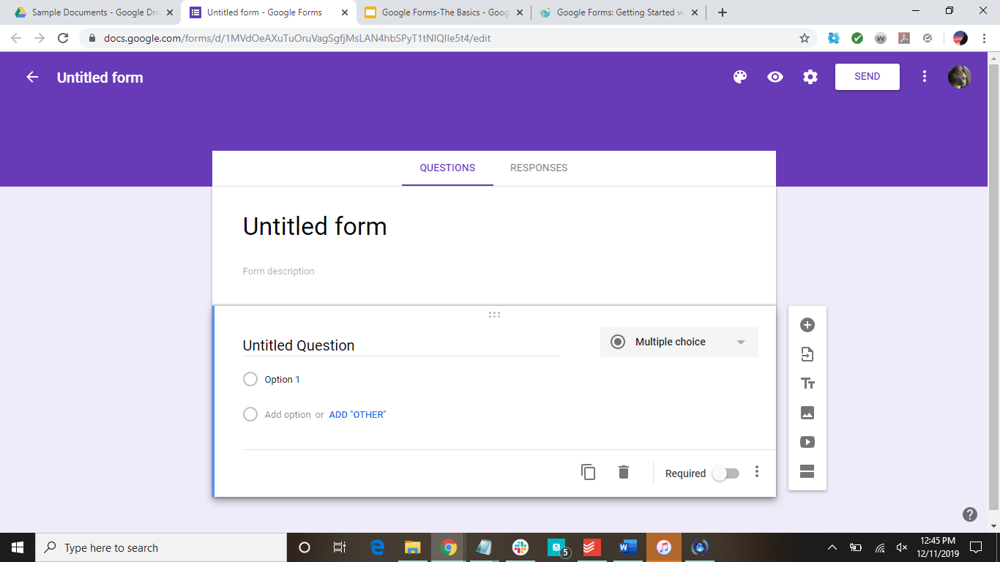 Sample Documents - Google Dri
Untitled form - Google Forms
Google Forms-The Basics - Goog
Google Forms: Getting Started w
docs.google.com/forms/d/1MVdOeAXuTuOruVagSgfjMsLAN4hbSPyT1tNIQlIe5t4/edit
Untitled form
SEND
QUESTIONS RESPONSES
Untitled form
Form description
Untitled Question
Multiple choice
Option 1
Add option or ADD "OTHER"
Required
Type here to search
5
12:45 PM
12/11/2019